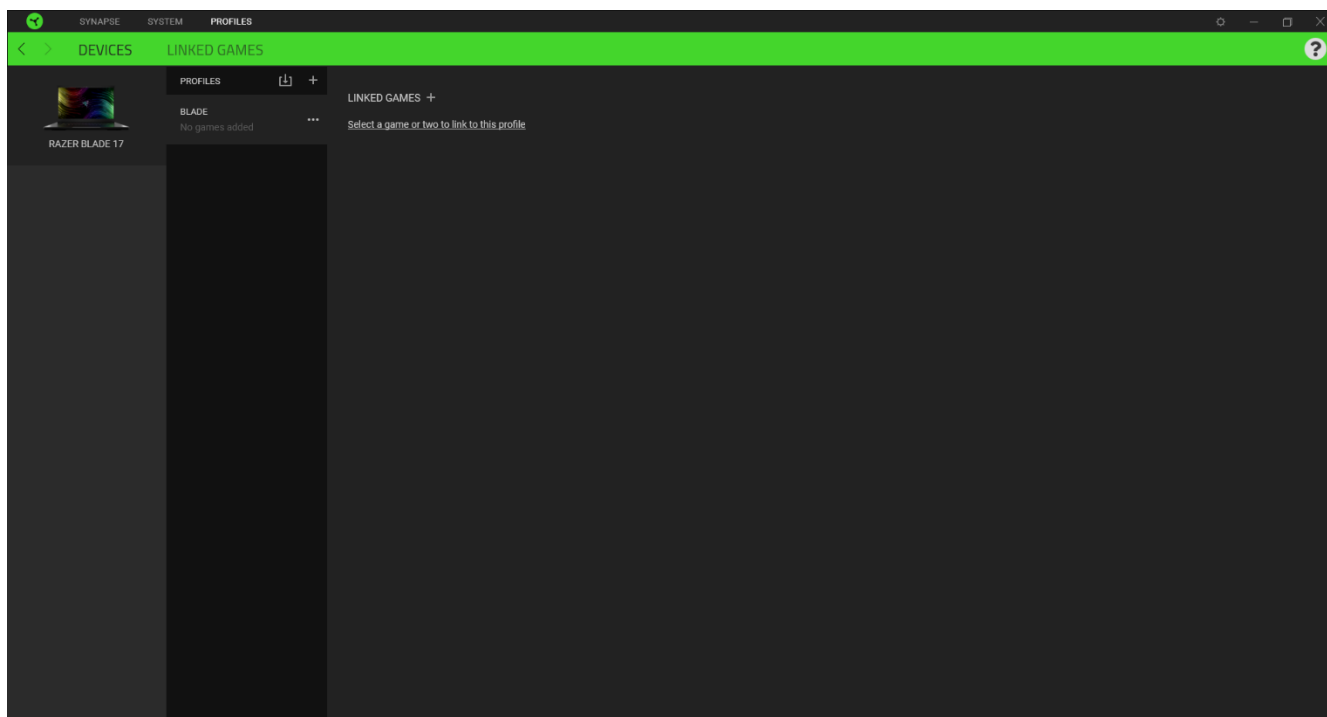 SYNAPSE SYSTEM PROFILES
DEVICES LINKED GAMES ?
PROFILES
BLADE
No games added
RAZER BLADE 17
LINKED GAMES +
Select a game or two to link to this profile